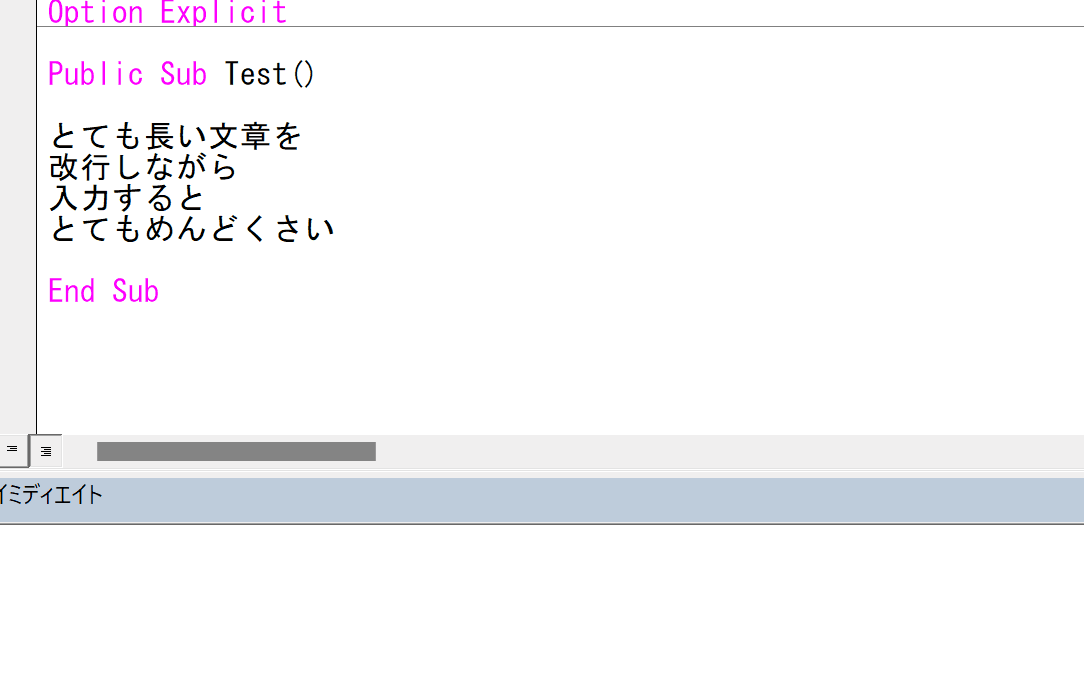 Option Explicit
Public Sub Test()
とても長い文章を
改行しながら
入力すると
とてもめんどくさい
End Sub
イミディエイト